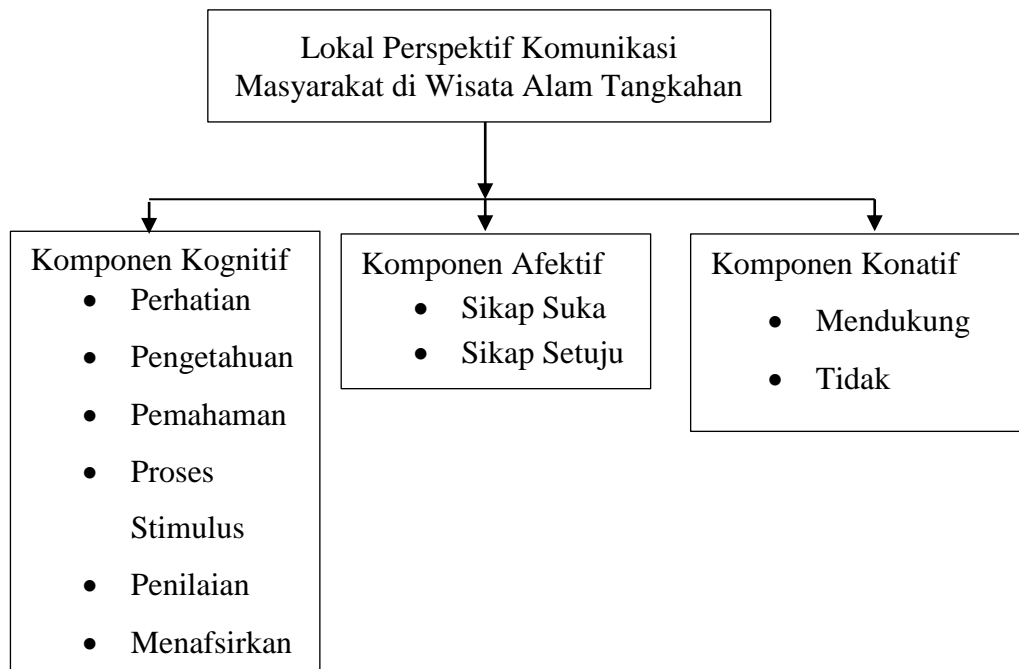 Lokal Perspektif Komunikasi
Masyarakat di Wisata Alam Tangkahan
Komponen Kognitif
• Perhatian
• Pengetahuan
• Pemahaman
• Proses
Stimulus
• Penilaian
• Menafsirkan
Komponen Afektif
• Sikap Suka
• Sikap Setuju
Komponen Konatif
• Mendukung
• Tidak